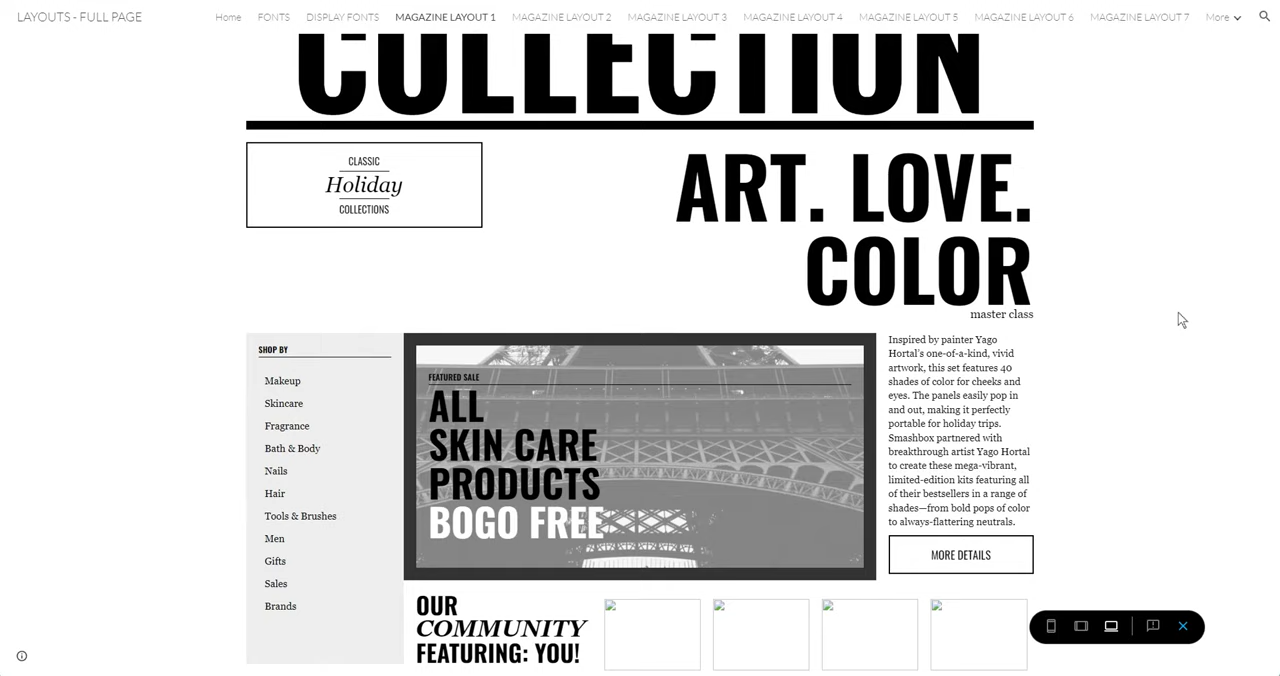 LAYOUTS - FULL PAGE
Home FONTS DISPLAY FONTS MAGAZINE LAYOUT 1 MAGAZINE LAYOUT 2 MAGAZINE LAYOUT 3 MAGAZINE LAYOUT 4 MAGAZINE LAYOUT 5 MAGAZINE LAYOUT 6 MAGAZINE LAYOUT 7 More
COLLECTION
CLASSIC
Holiday
COLLECTIONS
ART. LOVE.
COLOR
master class
SHOP BY
Makeup
Skincare
Fragrance
Bath & Body
Nails
Hair
Tools & Brushes
Men
Gifts
Sales
Brands
FEATURED SALE
ALL
SKIN CARE
PRODUCTS
BOGO FREE
Inspired by painter Yago
Hortal's one-of-a-kind, vivid
artwork, this set features 40
shades of color for cheeks and
eyes. The panels easily pop in
and out, making it perfectly
portable for holiday trips.
Smashbox partnered with
breakthrough artist Yago Hortal
to create these mega-vibrant,
limited-edition kits featuring all
of their bestsellers in a range of
shades—from bold pops of color
to always-flattering neutrals.
MORE DETAILS
OUR
COMMUNITY
FEATURING: YOU!